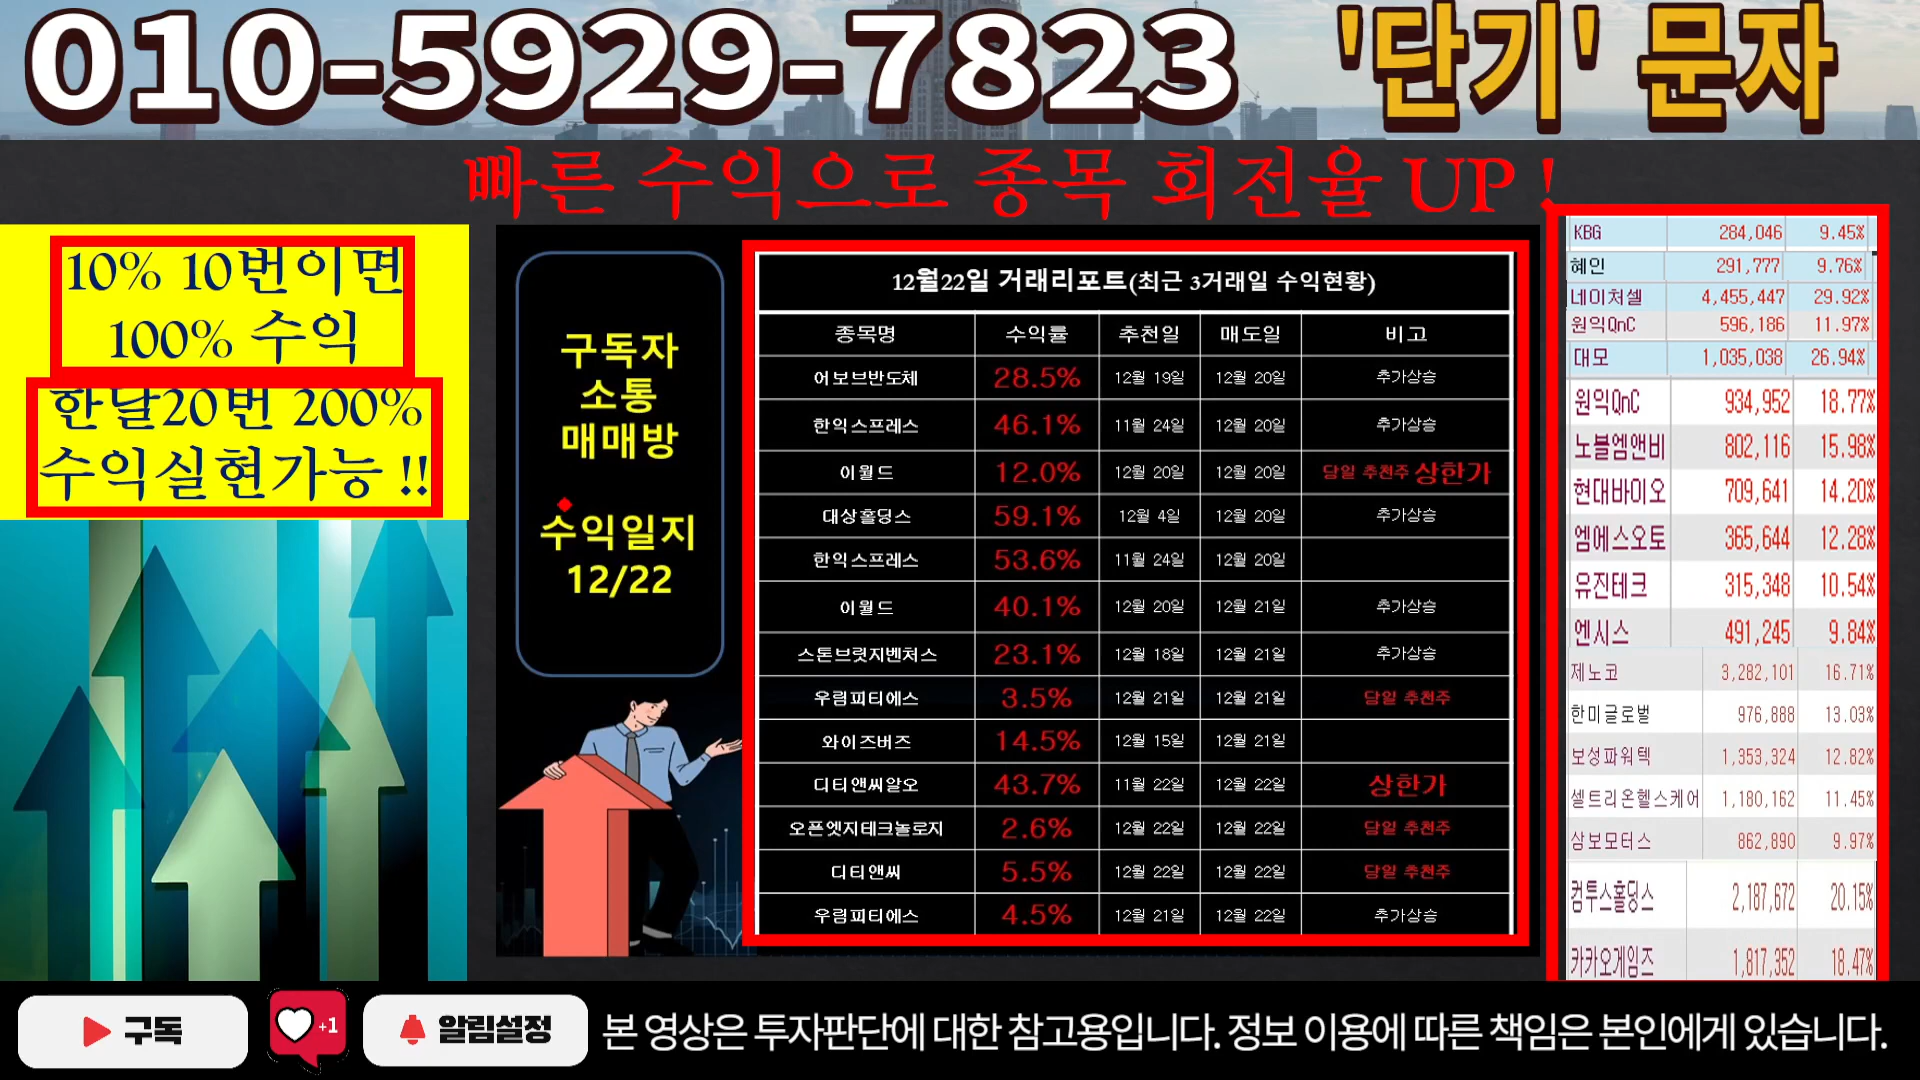 010-5929-7823 '단기' 문자
빠른 수익으로 종목 회전율 UP !
10% 10번이면
100% 수익
한달20번 200%
수익실현가능 !!
구독자
소통
매매방
수익일지
12/22
12월22일 거래리포트(최근 3거래일 수익현황)
종목명 수익률 추천일 매도일 비고
어보브반도체 28.5% 12월 19일 12월 20일 추가상승
한익스프레스 46.1% 11월 24일 12월 20일 추가상승
이월드 12.0% 12월 20일 12월 20일 당일 추천주 상한가
대상홀딩스 59.1% 12월 4일 12월 20일 추가상승
한익스프레스 53.6% 11월 24일 12월 20일
이월드 40.1% 12월 20일 12월 21일 추가상승
스톤브릿지벤처스 23.1% 12월 18일 12월 21일 추가상승
우림피티에스 3.5% 12월 21일 12월 21일 당일 추천주
와이즈버즈 14.5% 12월 15일 12월 21일
디티앤씨알오 43.7% 11월 22일 12월 22일 상한가
오픈엣지테크놀로지 2.6% 12월 22일 12월 22일 당일 추천주
디티앤씨 5.5% 12월 22일 12월 22일 당일 추천주
우림피티에스 4.5% 12월 21일 12월 22일 추가상승
KBG 284,046 9.45%
혜인 291,777 9.76%
네이처셀 4,455,447 29.92%
원익QnC 596,186 11.97%
대모 1,035,038 26.94%
원익QnC 934,952 18.77%
노블엠앤비 802,116 15.98%
현대바이오 709,641 14.20%
엠에스오토 365,644 12.28%
유진테크 315,348 10.54%
엔시스 491,245 9.84%
제노코 3,282,101 16.71%
한미글로벌 976,888 13.03%
보성파워텍 1,353,324 12.82%
셀트리온헬스케어 1,180,162 11.45%
삼보모터스 862,890 9.97%
컴투스홀딩스 2,187,672 20.15%
카카오게임즈 1,817,352 18.47%
구독 +1 알림설정 본 영상은 투자판단에 대한 참고용입니다. 정보 이용에 따른 책임은 본인에게 있습니다.